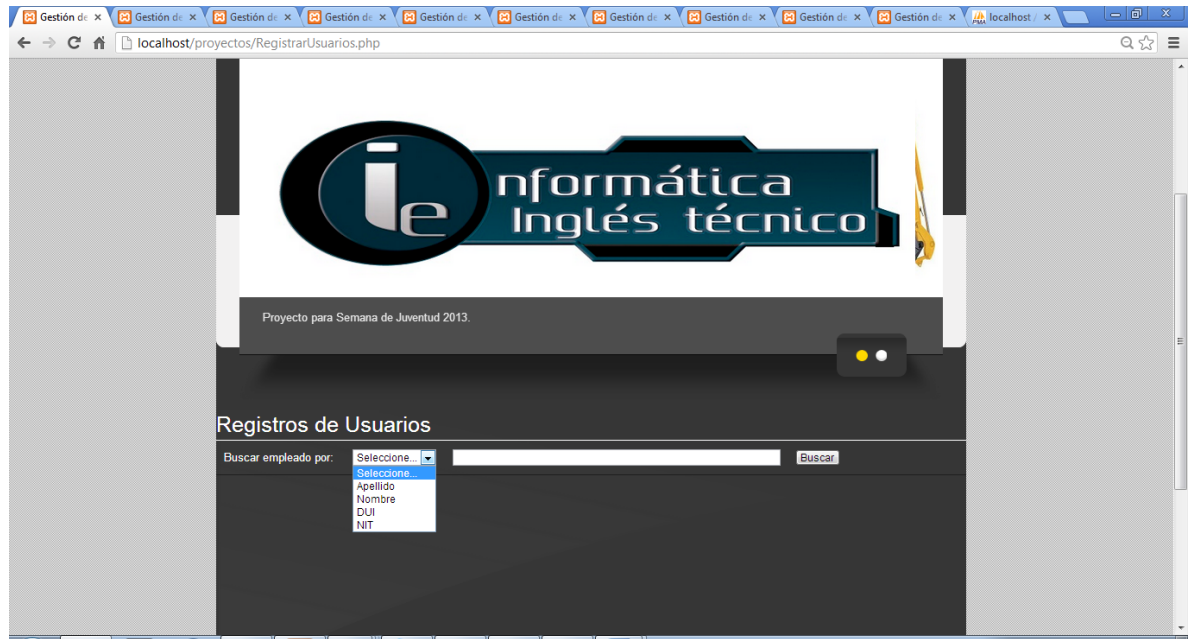 Gestión de Gestión de Gestión de Gestión de Gestión de Gestión de Gestión de Gestión de Gestión de Gestión de localhost /
localhost/proyectos/RegistrarUsuarios.php
ie nformática
Inglés técnico
Proyecto para Semana de Juventud 2013.
Registros de Usuarios
Buscar empleado por: Seleccione... Buscar
Seleccione...
Apellido
Nombre
DUI
NIT